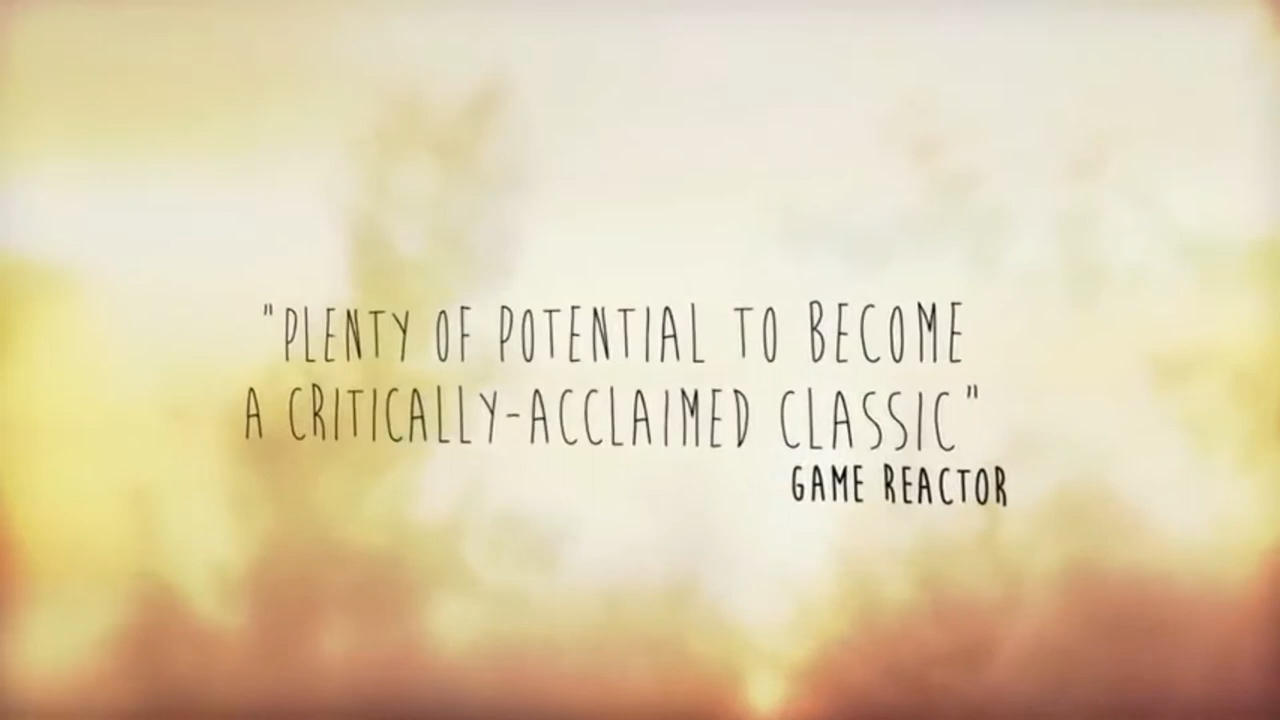 "PLENTY OF POTENTIAL TO BECOME
A CRITICALLY-ACCLAIMED CLASSIC"
GAME REACTOR